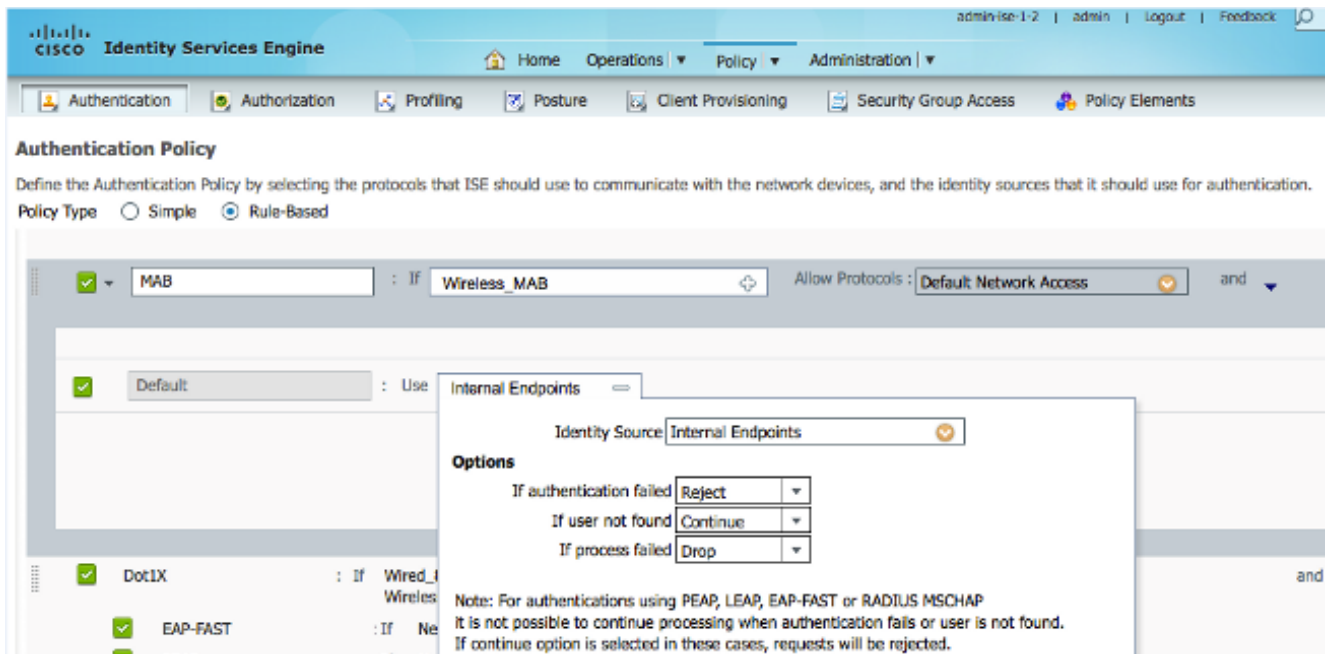 admin-ise-1-2 | admin | Logout | Feedback
CISCO Identity Services Engine
Home Operations Policy Administration
Authentication Authorization Profiling Posture Client Provisioning Security Group Access Policy Elements
Authentication Policy
Define the Authentication Policy by selecting the protocols that ISE should use to communicate with the network devices, and the identity sources that it should use for authentication.
Policy Type Simple Rule-Based
MAB : If Wireless_MAB Allow Protocols : Default Network Access and
Default : Use Internal Endpoints
Identity Source Internal Endpoints
Options
If authentication failed Reject
If user not found Continue
If process failed Drop
Dot1X : If Wired_ and
Wireles
Note: For authentications using PEAP, LEAP, EAP-FAST or RADIUS MSCHAP
EAP-FAST : If Ne it is not possible to continue processing when authentication fails or user is not found.
If continue option is selected in these cases, requests will be rejected.